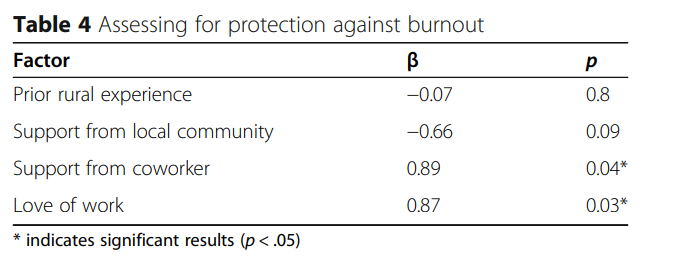 Table 4 Assessing for protection against burnout
Factor β p
Prior rural experience −0.07 0.8
Support from local community −0.66 0.09
Support from coworker 0.89 0.04*
Love of work 0.87 0.03*
* indicates significant results (p < .05)